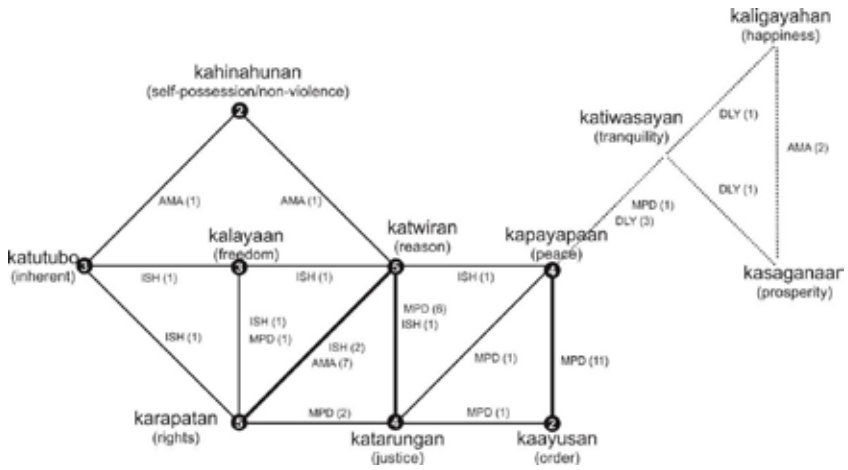 kaligayahan
(happiness)
kahinahunan
(self-possession/non-violence)
②
katiwasayan
(tranquility)
DLY (1)
AMA (2)
AMA (1)
AMA (1)
DLY (1)
MPD (1)
DLY (3)
katutubo
(inherent)
③
kalayaan
(freedom)
③
katwiran
(reason)
⑤
kapayapaan
(peace)
④
kasaganaan
(prosperity)
ISH (1)
ISH (1)
ISH (1)
ISH (1)
ISH (1)
MPD (1)
ISH (2)
AMA (7)
MPD (6)
ISH (1)
MPD (1)
MPD (11)
karapatan
(rights)
⑤
MPD (2)
katarungan
(justice)
④
MPD (1)
kaayusan
(order)
②